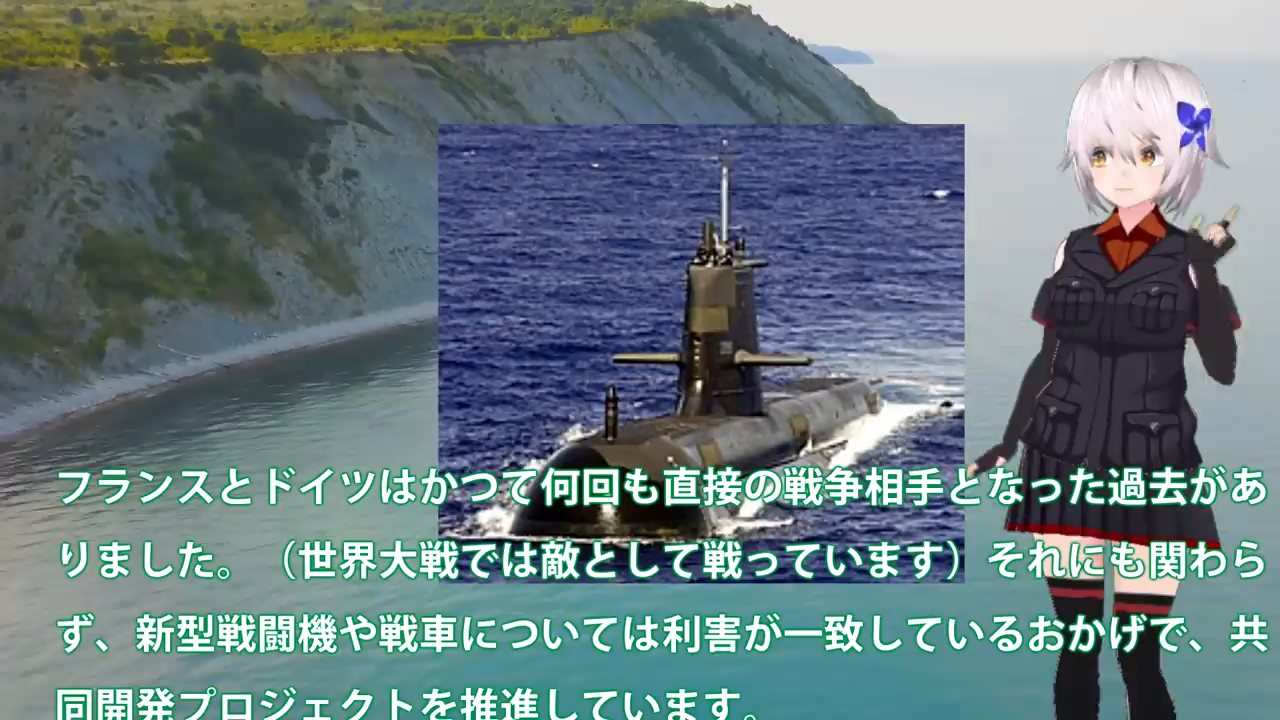 フランスとドイツはかつて何回も直接の戦争相手となった過去があ
りました。（世界大戦では敵として戦っています）それにも関わら
ず、新型戦闘機や戦車については利害が一致しているおかげで、共
同開発プロジェクトを推進しています。